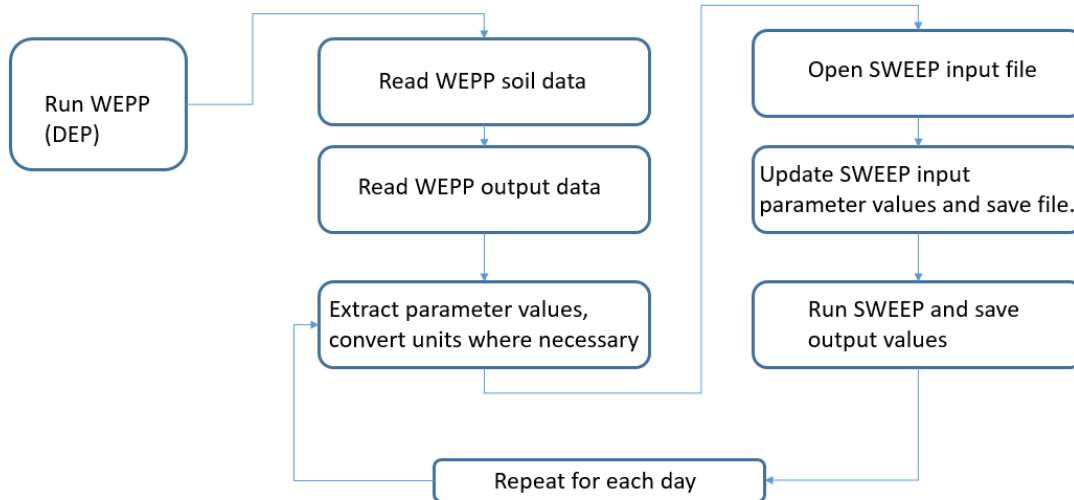 Run WEPP
(DEP)
Read WEPP soil data
Read WEPP output data
Extract parameter values,
convert units where necessary
Open SWEEP input file
Update SWEEP input
parameter values and save file.
Run SWEEP and save
output values
Repeat for each day